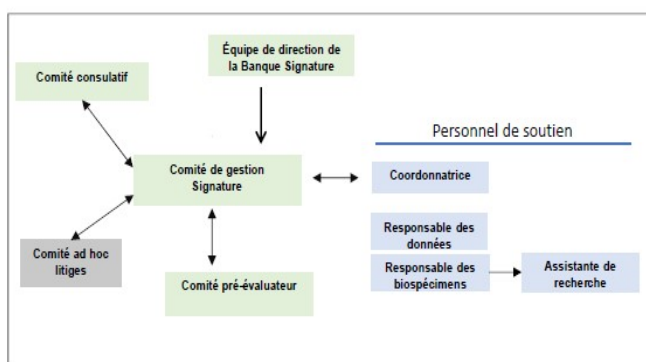 Équipe de direction de
la Banque Signature
Comité consulatif
Personnel de soutien
Comité de gestion
Signature
Coordonnatrice
Responsable des
données
Comité ad hoc
litiges
Responsable des
biospécimens
Assistante de
recherche
Comité pré-évaluateur